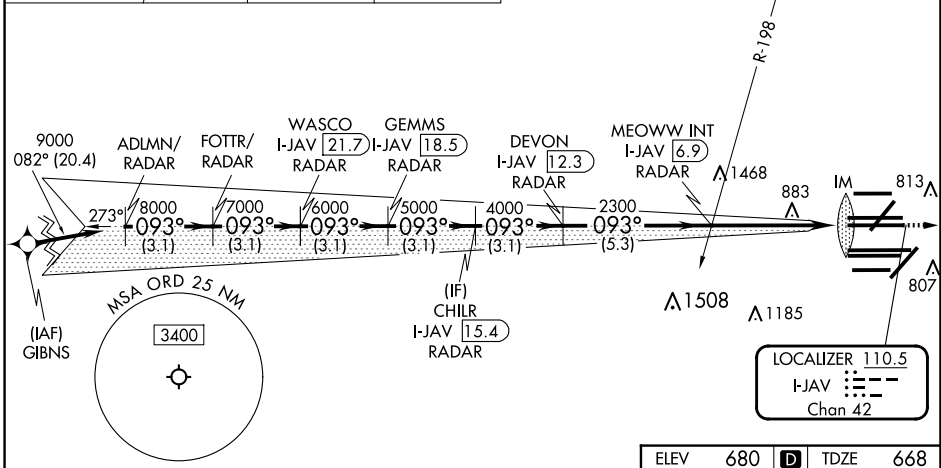 R-198
9000
082° (20.4)
ADLMN/
RADAR
FOTTR/
RADAR
WASCO
I-JAV 21.7
RADAR
GEMMS
I-JAV 18.5
RADAR
DEVON
I-JAV 12.3
RADAR
MEOWW INT
I-JAV 6.9
RADAR
1468
883
IM
813
273°
8000
093°
(3.1)
7000
093°
(3.1)
6000
093°
(3.1)
5000
093°
(3.1)
4000
093°
(3.1)
2300
093°
(5.3)
807
(IAF)
GIBNS
MSA ORD 25 NM
3400
(IF)
CHILR
I-JAV 15.4
RADAR
1508
1185
LOCALIZER 110.5
I-JAV
Chan 42
ELEV 680 D TDZE 668